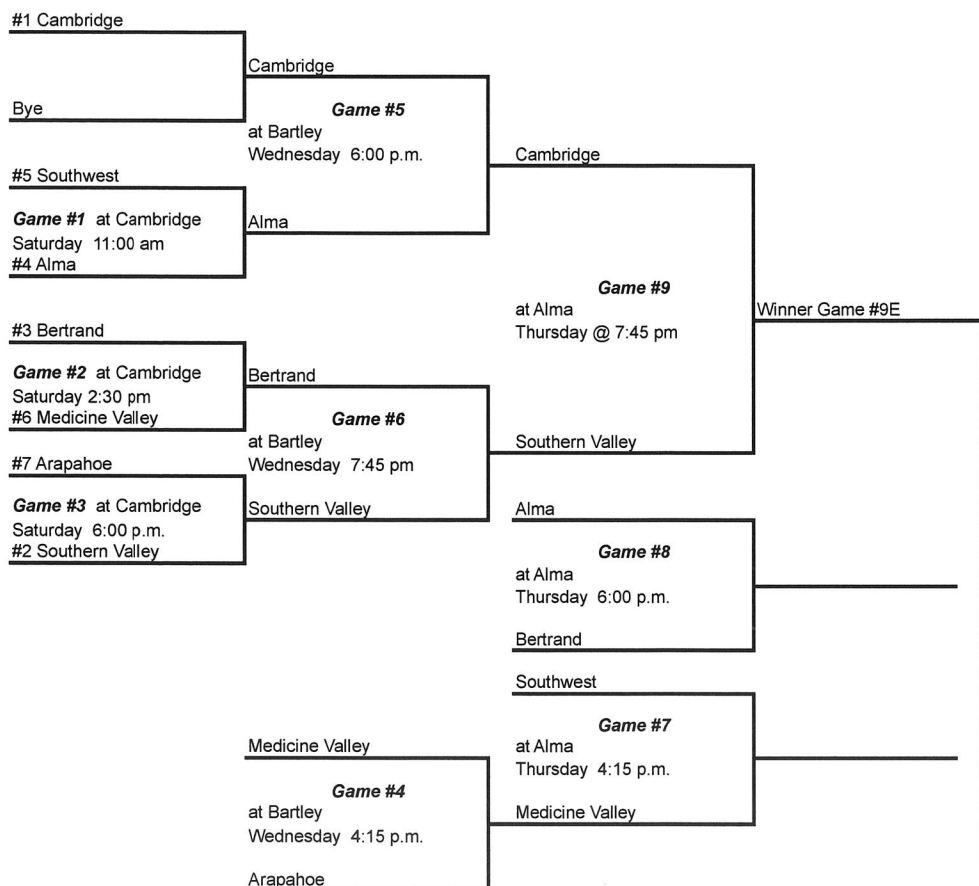 #1 Cambridge
Cambridge
Bye
Game #5
at Bartley
Wednesday 6:00 p.m.
Cambridge
#5 Southwest
Game #1 at Cambridge
Saturday 11:00 am
#4 Alma
Alma
Game #9
at Alma
Thursday @ 7:45 pm
Winner Game #9E
#3 Bertrand
Game #2 at Cambridge
Saturday 2:30 pm
#6 Medicine Valley
Bertrand
Game #6
at Bartley
Wednesday 7:45 pm
Southern Valley
#7 Arapahoe
Game #3 at Cambridge
Saturday 6:00 p.m.
#2 Southern Valley
Southern Valley
Alma
Game #8
at Alma
Thursday 6:00 p.m.
Bertrand
Southwest
Game #7
at Alma
Thursday 4:15 p.m.
Medicine Valley
Medicine Valley
Game #4
at Bartley
Wednesday 4:15 p.m.
Arapahoe